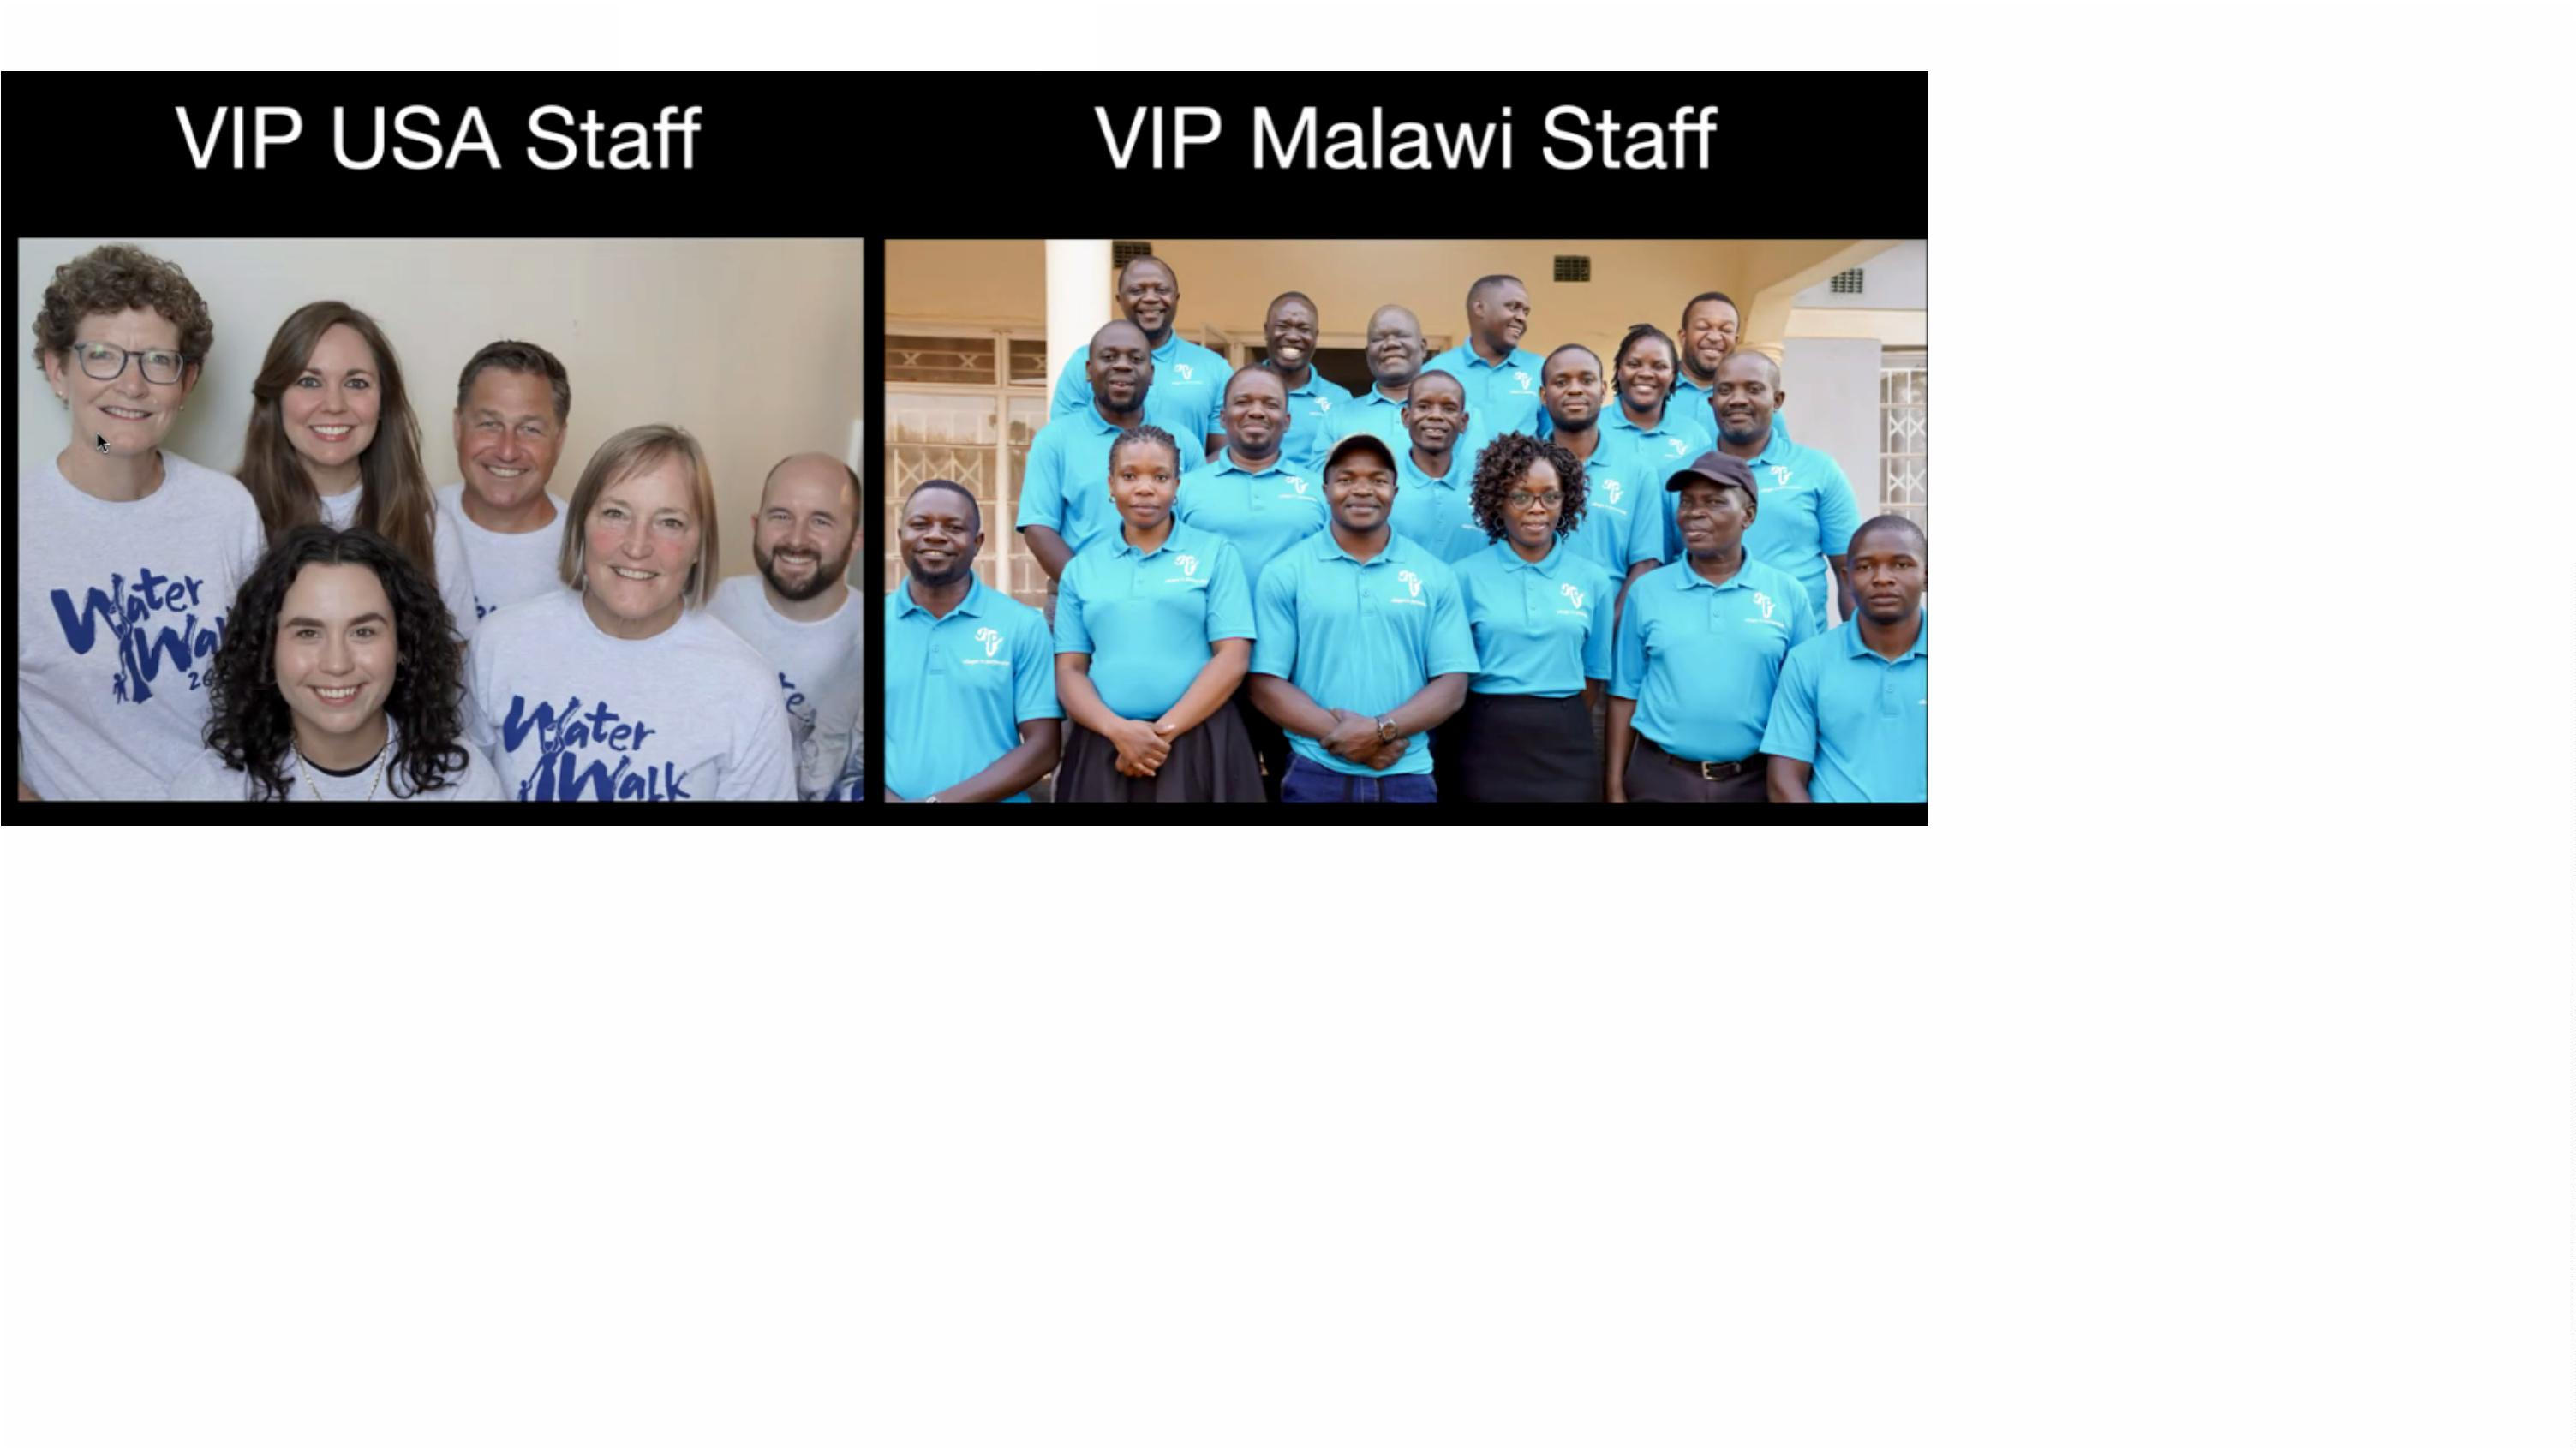 VIP USA Staff
VIP Malawi Staff
Water
Walk
Water
Walk